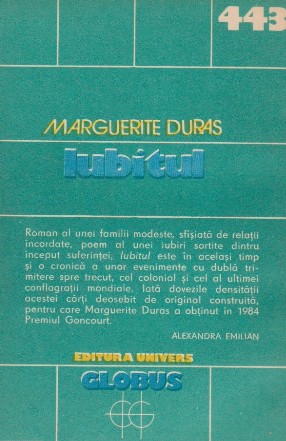 443
MARGUERITE DURAS
Iubitul
Roman al unei familii modeste, sfîșiată de relații
încordate, poem al unei iubiri sortite dintru
început suferinței, Iubitul este în același timp
și o cronică a unor evenimente cu dublă tri-
mitere spre trecut, cel colonial și cel al ultimei
conflagrații mondiale. Iată dovezile densității
acestei cărți deosebit de original construită,
pentru care Marguerite Duras a obținut în 1984
Premiul Goncourt.
ALEXANDRA EMILIAN
EDITURA UNIVERS
GLOBUS